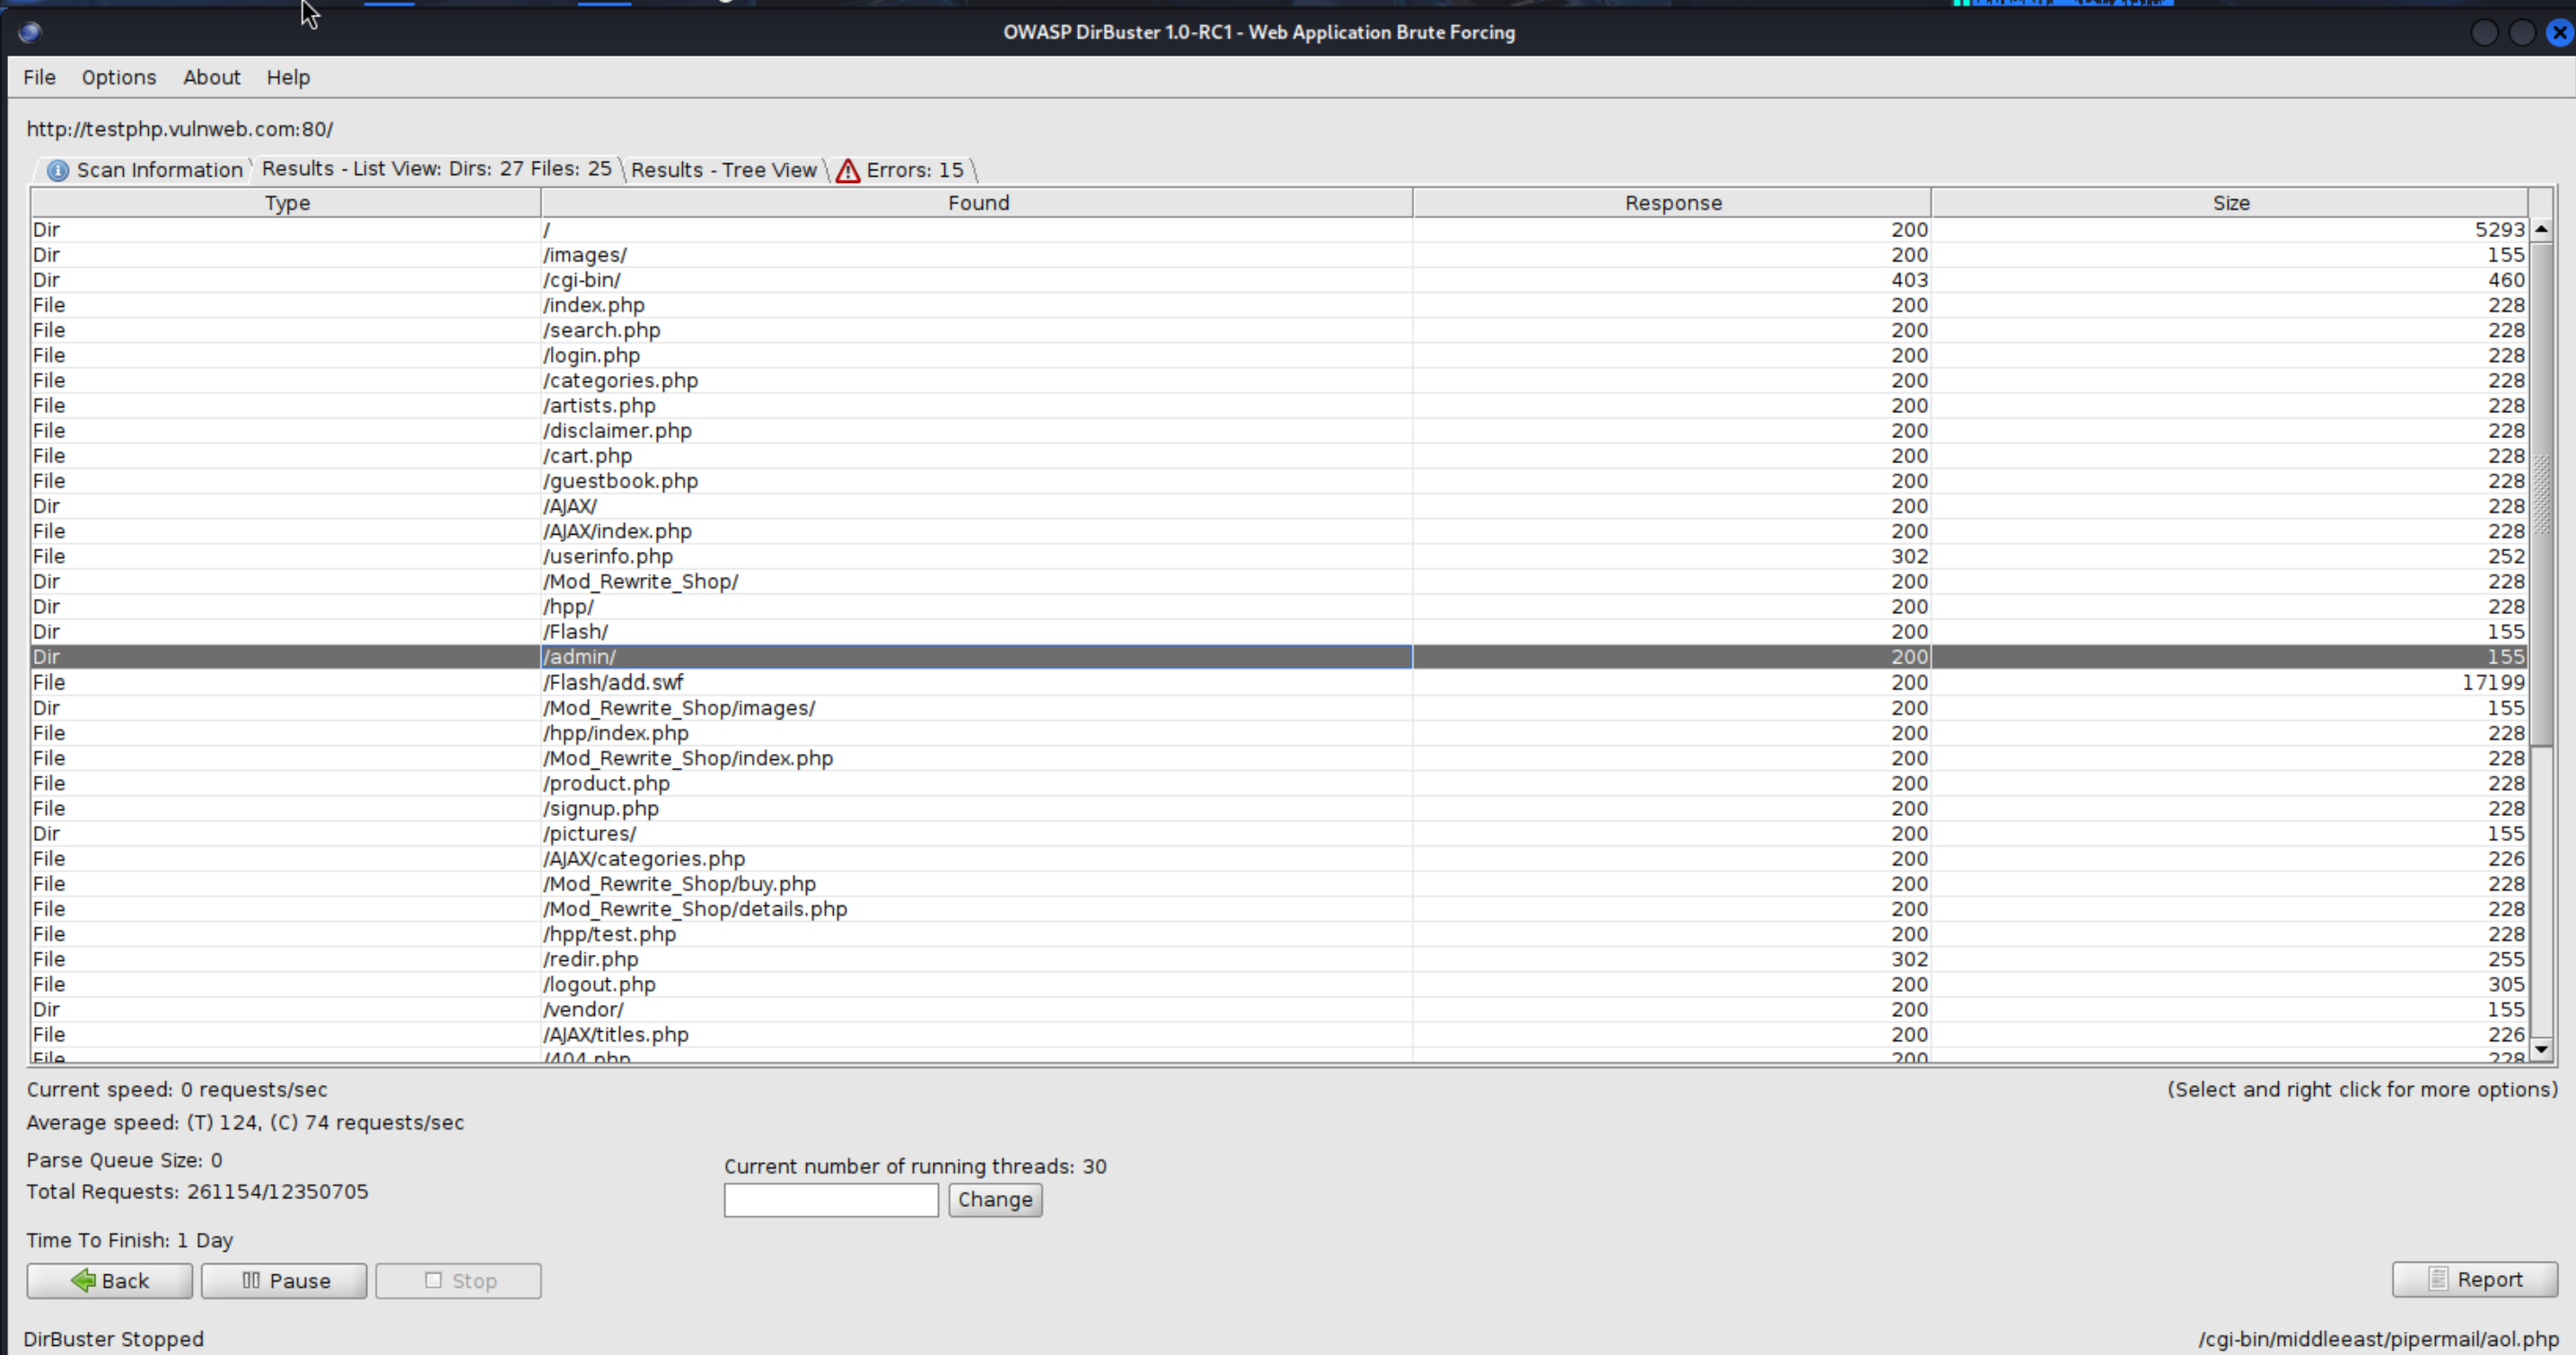 OWASP DirBuster 1.0-RC1 - Web Application Brute Forcing
File Options About Help
http://testphp.vulnweb.com:80/
Scan Information Results - List View: Dirs: 27 Files: 25 Results - Tree View Errors: 15
Type Found Response Size
Dir / 200 5293
Dir /images/ 200 155
Dir /cgi-bin/ 403 460
File /index.php 200 228
File /search.php 200 228
File /login.php 200 228
File /categories.php 200 228
File /artists.php 200 228
File /disclaimer.php 200 228
File /cart.php 200 228
File /guestbook.php 200 228
Dir /AJAX/ 200 228
File /AJAX/index.php 200 228
File /userinfo.php 302 252
Dir /Mod_Rewrite_Shop/ 200 228
Dir /hpp/ 200 228
Dir /Flash/ 200 155
Dir /admin/ 200 155
File /Flash/add.swf 200 17199
Dir /Mod_Rewrite_Shop/images/ 200 155
File /hpp/index.php 200 228
File /Mod_Rewrite_Shop/index.php 200 228
File /product.php 200 228
File /signup.php 200 228
Dir /pictures/ 200 155
File /AJAX/categories.php 200 226
File /Mod_Rewrite_Shop/buy.php 200 228
File /Mod_Rewrite_Shop/details.php 200 228
File /hpp/test.php 200 228
File /redir.php 302 255
File /logout.php 200 305
Dir /vendor/ 200 155
File /AJAX/titles.php 200 226
File /404.php 200 228
Current speed: 0 requests/sec (Select and right click for more options)
Average speed: (T) 124, (C) 74 requests/sec
Parse Queue Size: 0
Current number of running threads: 30
Total Requests: 261154/12350705
Change
Time To Finish: 1 Day
Back Pause Stop Report
DirBuster Stopped /cgi-bin/middleeast/pipermail/aol.php